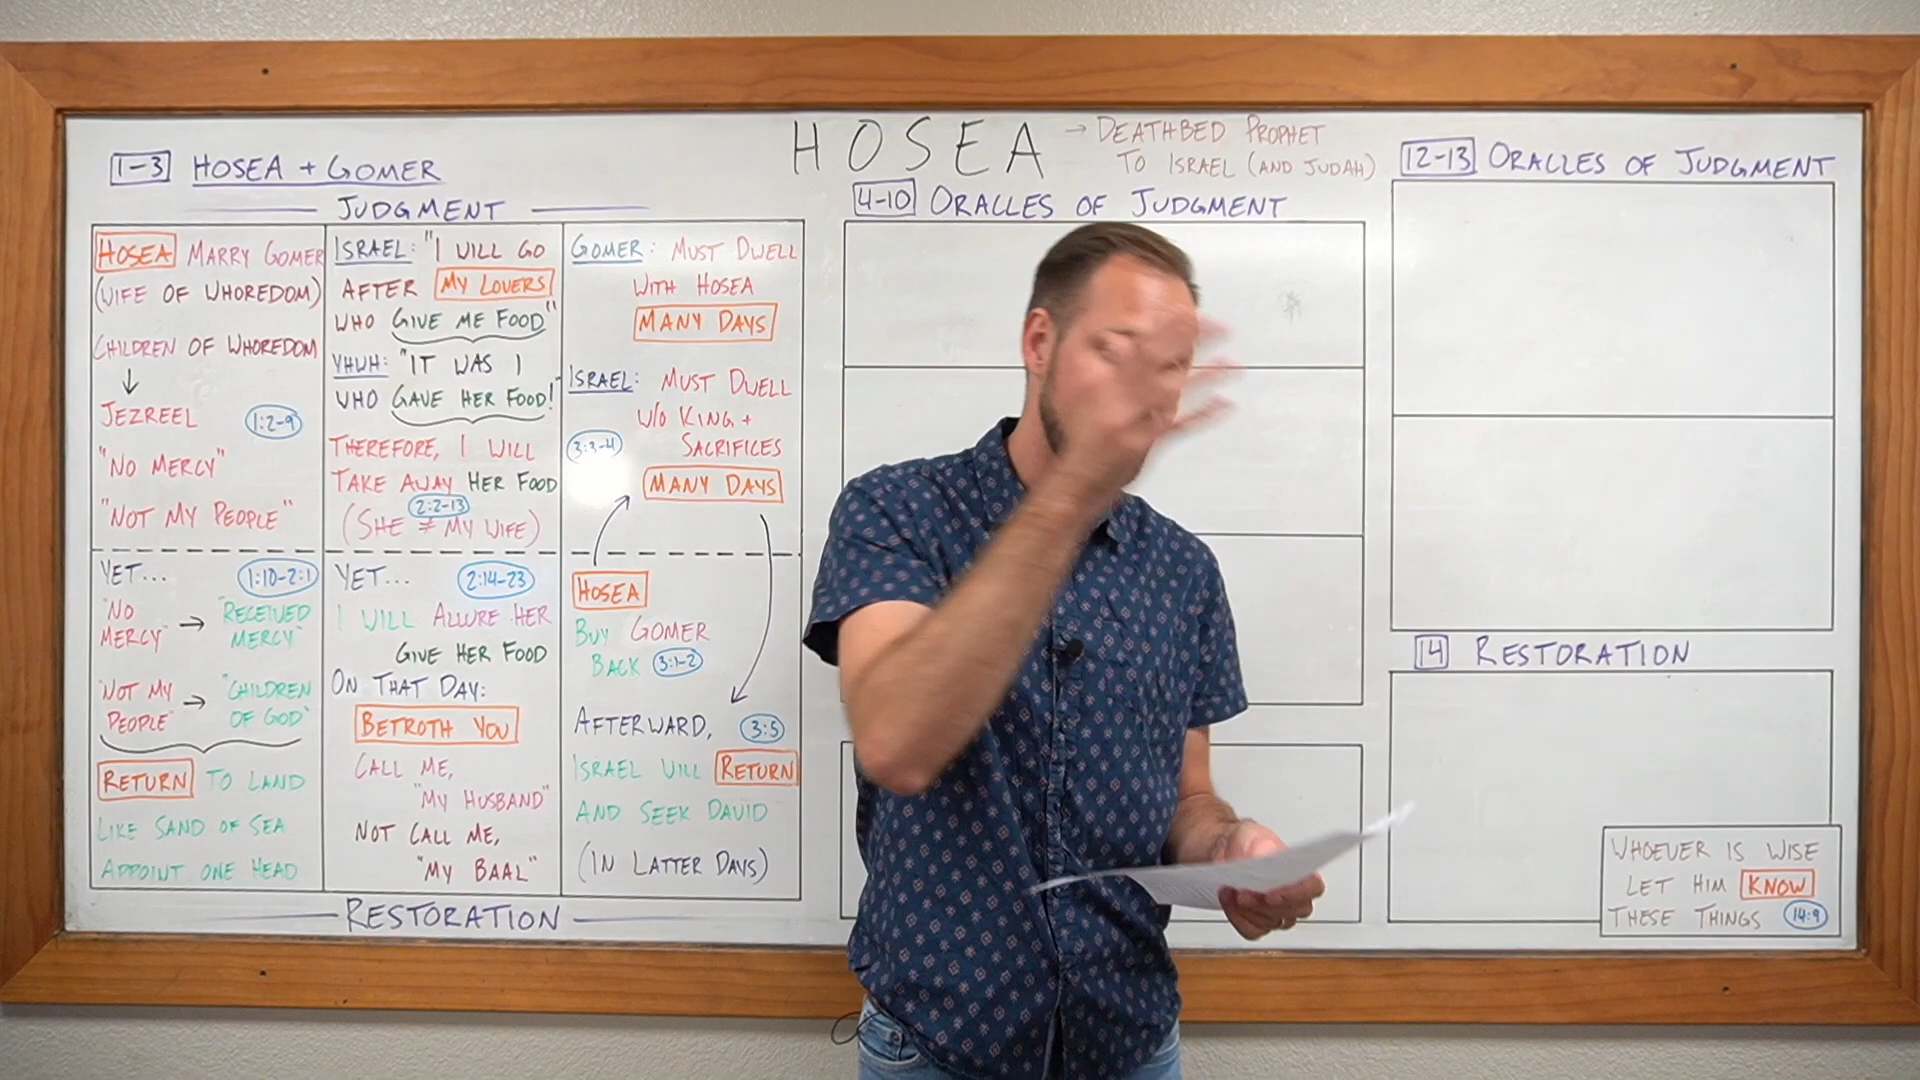 HOSEA → DEATHBED PROPHET
TO ISRAEL (AND JUDAH)
1-3 HOSEA + GOMER
JUDGMENT
HOSEA MARRY GOMER
(WIFE OF WHOREDOM)
CHILDREN OF WHOREDOM
↓
JEZREEL 1:2-9
"NO MERCY"
"NOT MY PEOPLE"
ISRAEL: "I WILL GO
AFTER MY LOVERS
WHO GIVE ME FOOD"
YHWH: "IT WAS I
WHO GAVE HER FOOD!"
THEREFORE, I WILL
TAKE AWAY HER FOOD
2:2-13
(SHE ≠ MY WIFE)
GOMER: MUST DWELL
WITH HOSEA
MANY DAYS
ISRAEL: MUST DWELL
W/O KING +
3:3-4 SACRIFICES
MANY DAYS
YET... 1:10-2:1
"NO MERCY" → "RECEIVED MERCY"
"NOT MY PEOPLE" → "CHILDREN OF GOD"
RETURN TO LAND
LIKE SAND OF SEA
APPOINT ONE HEAD
YET... 2:14-23
I WILL ALLURE HER
GIVE HER FOOD
ON THAT DAY:
BETROTH YOU
CALL ME,
"MY HUSBAND"
NOT CALL ME,
"MY BAAL"
HOSEA
BUY GOMER
BACK 3:1-2
AFTERWARD, 3:5
ISRAEL WILL RETURN
AND SEEK DAVID
(IN LATTER DAYS)
RESTORATION
4-10 ORACLES OF JUDGMENT
12-13 ORACLES OF JUDGMENT
14 RESTORATION
WHOEVER IS WISE
LET HIM KNOW
THESE THINGS 14:9